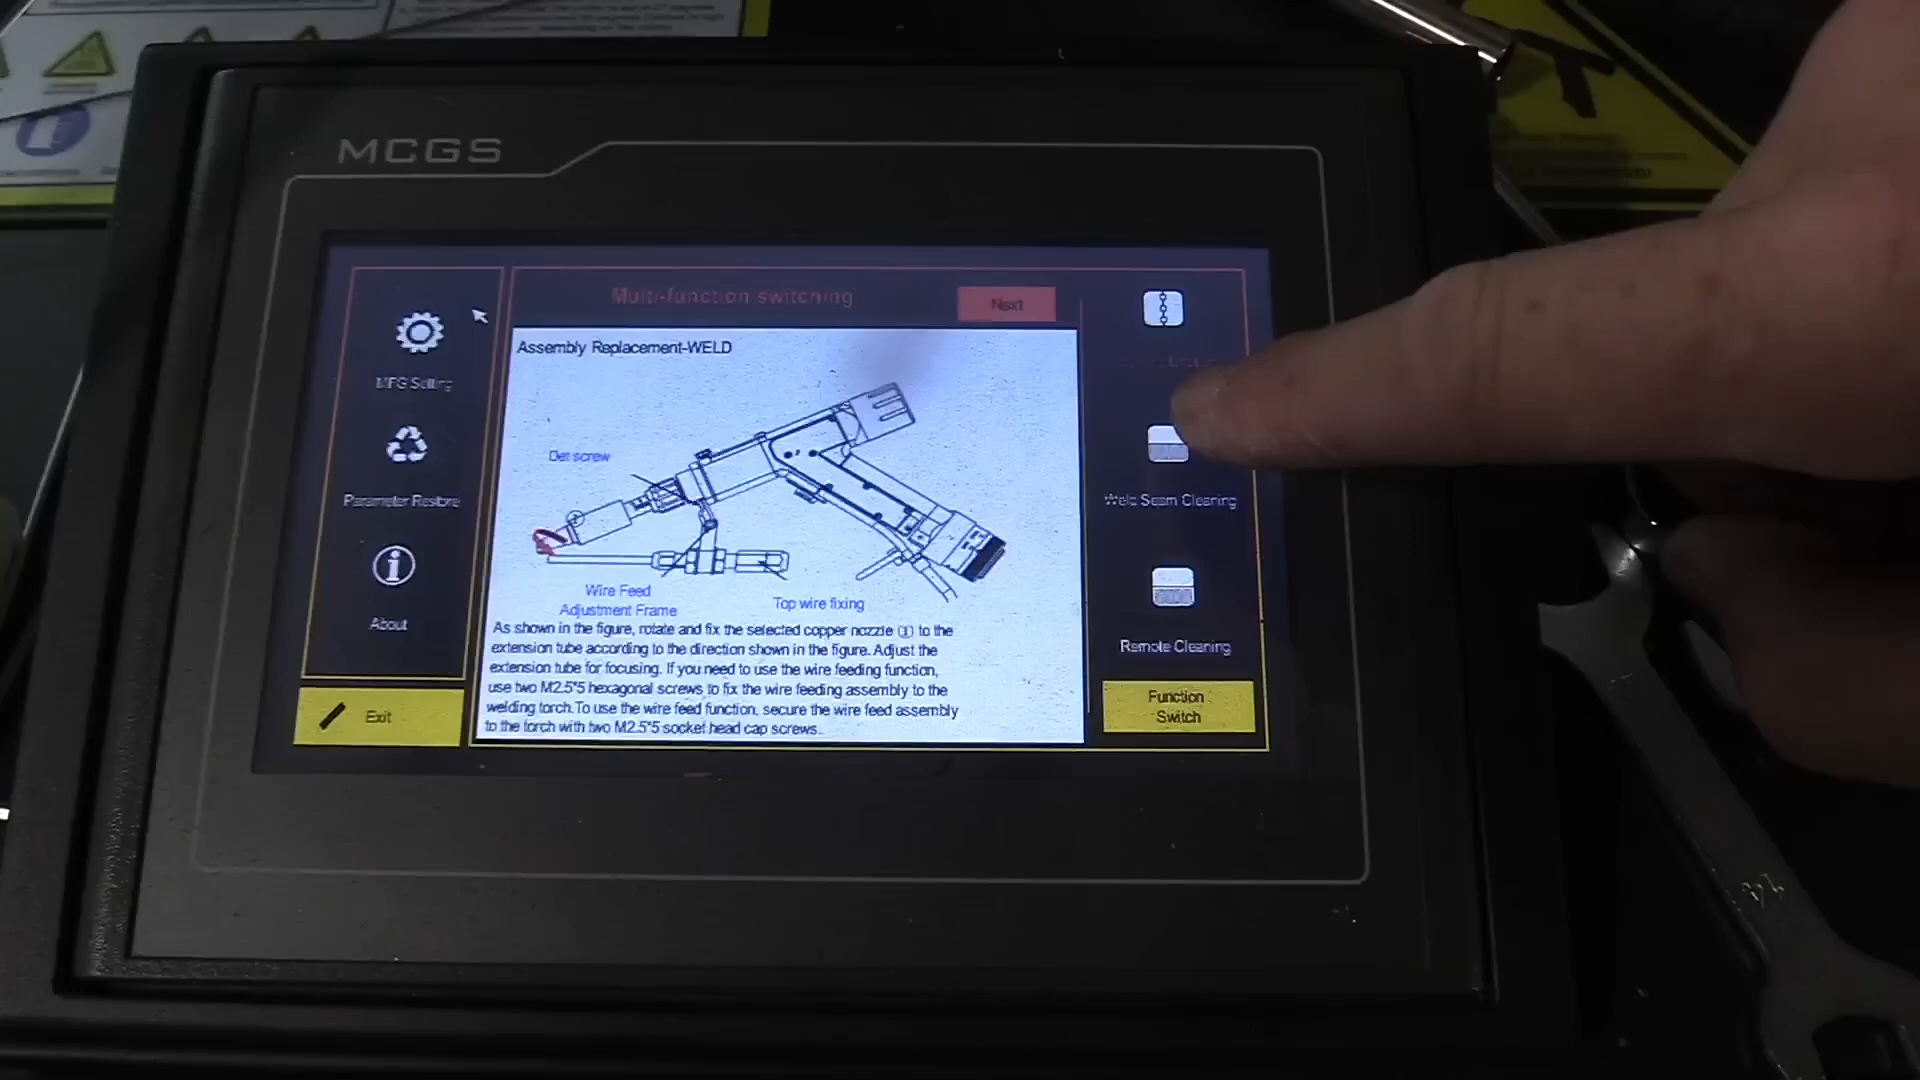 MCGS
Multi-function switching
Next
MFG Setting
Parameter Restore
About
Exit
Assembly Replacement-WELD
Det screw
Wire Feed
Adjustment Frame
Top wire fixing
As shown in the figure, rotate and fix the selected copper nozzle ① to the
extension tube according to the direction shown in the figure. Adjust the
extension tube for focusing. If you need to use the wire feeding function,
use two M2.5*5 hexagonal screws to fix the wire feeding assembly to the
welding torch.To use the wire feed function, secure the wire feed assembly
to the torch with two M2.5*5 socket head cap screws.
Weld Seam Cleaning
Remote Cleaning
Function
Switch
14